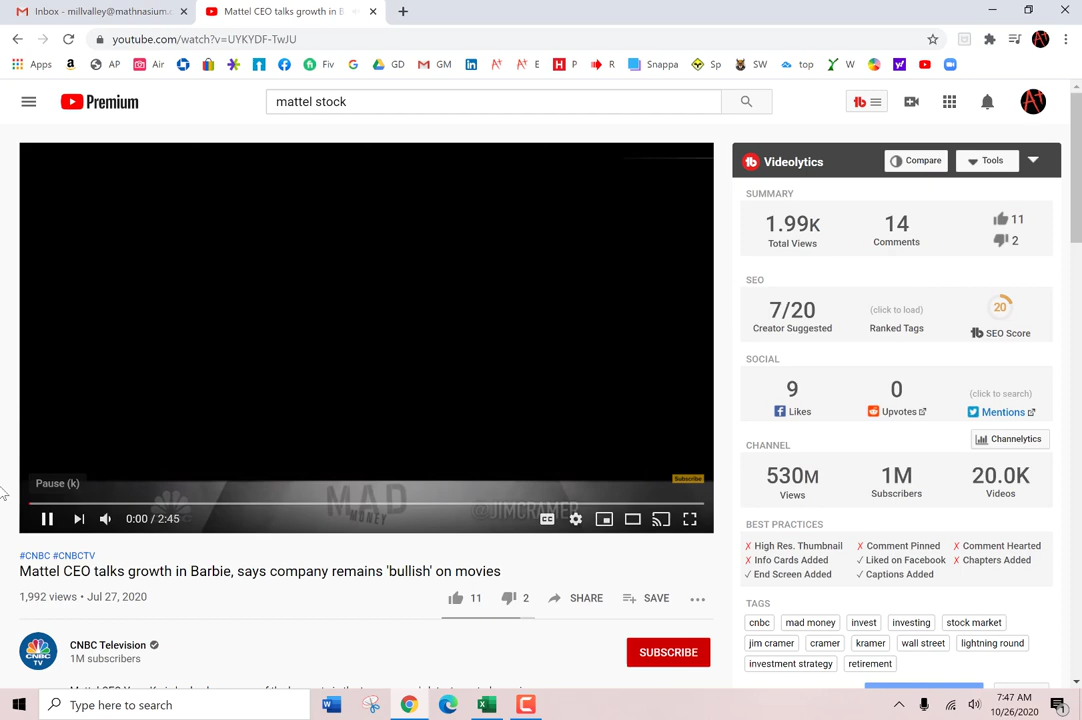 Inbox - millvalley@mathnasium.
Mattel CEO talks growth in B
youtube.com/watch?v=UYKYDF-TwJU
Apps AP Air Fiv GD GM E P R Snappa Sp SW top W
Premium
mattel stock
Videolytics Compare Tools
SUMMARY
1.99K 14 11
2
Total Views Comments
SEO
7/20 (click to load) 20
Creator Suggested Ranked Tags SEO Score
SOCIAL
9 0 (click to search)
Likes Upvotes Mentions
CHANNEL Channelytics
530M 1M 20.0K
Views Subscribers Videos
BEST PRACTICES
✗ High Res. Thumbnail ✗ Comment Pinned ✗ Comment Hearted
✗ Info Cards Added ✓ Liked on Facebook ✗ Chapters Added
✓ End Screen Added ✓ Captions Added
TAGS
cnbc mad money invest investing stock market
jim cramer cramer kramer wall street lightning round
investment strategy retirement
Subscribe
Pause (k)
MAD
MONEY
@JIMCRAMER
0:00 / 2:45
#CNBC #CNBCTV
Mattel CEO talks growth in Barbie, says company remains 'bullish' on movies
1,992 views • Jul 27, 2020 11 2 SHARE SAVE
CNBC Television
1M subscribers
SUBSCRIBE
Type here to search
7:47 AM
10/26/2020